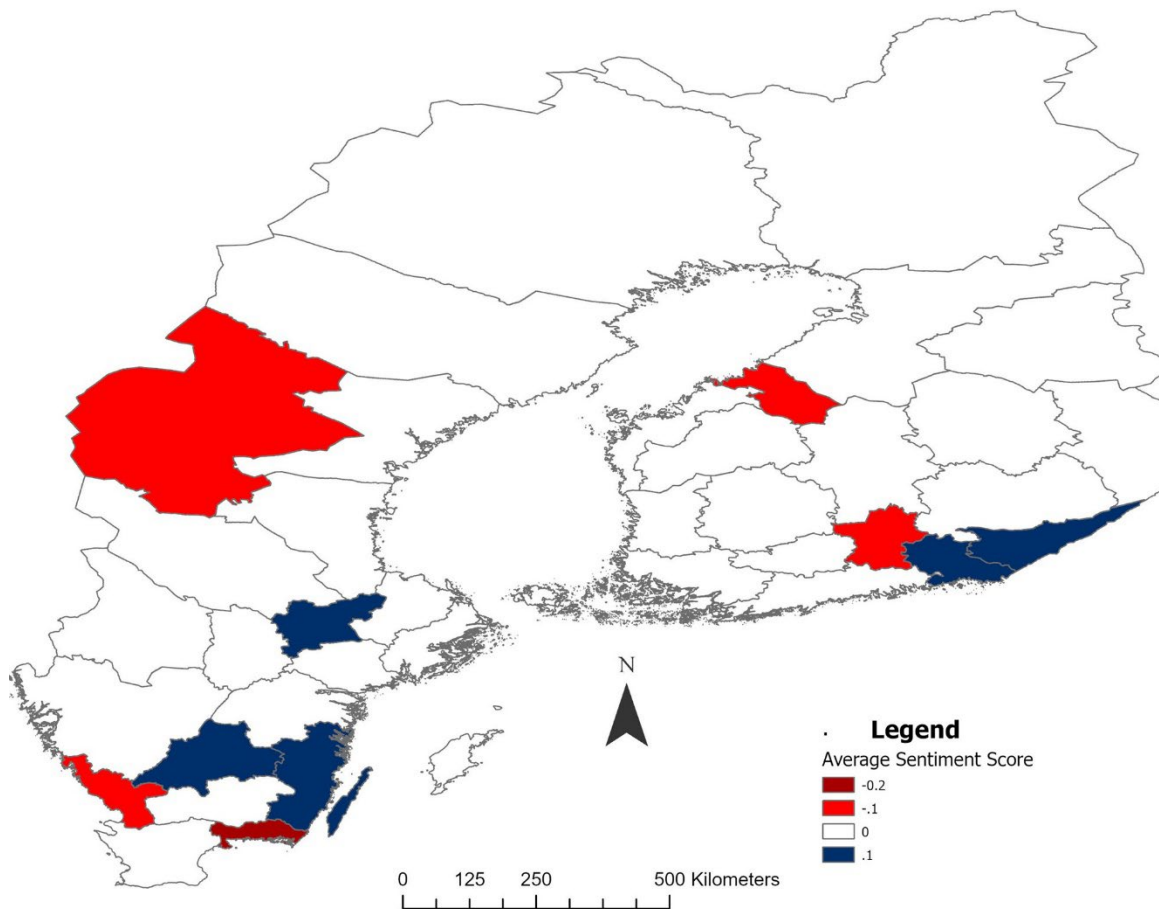 N
. Legend
Average Sentiment Score
-0.2
-.1
0
.1
0 125 250 500 Kilometers